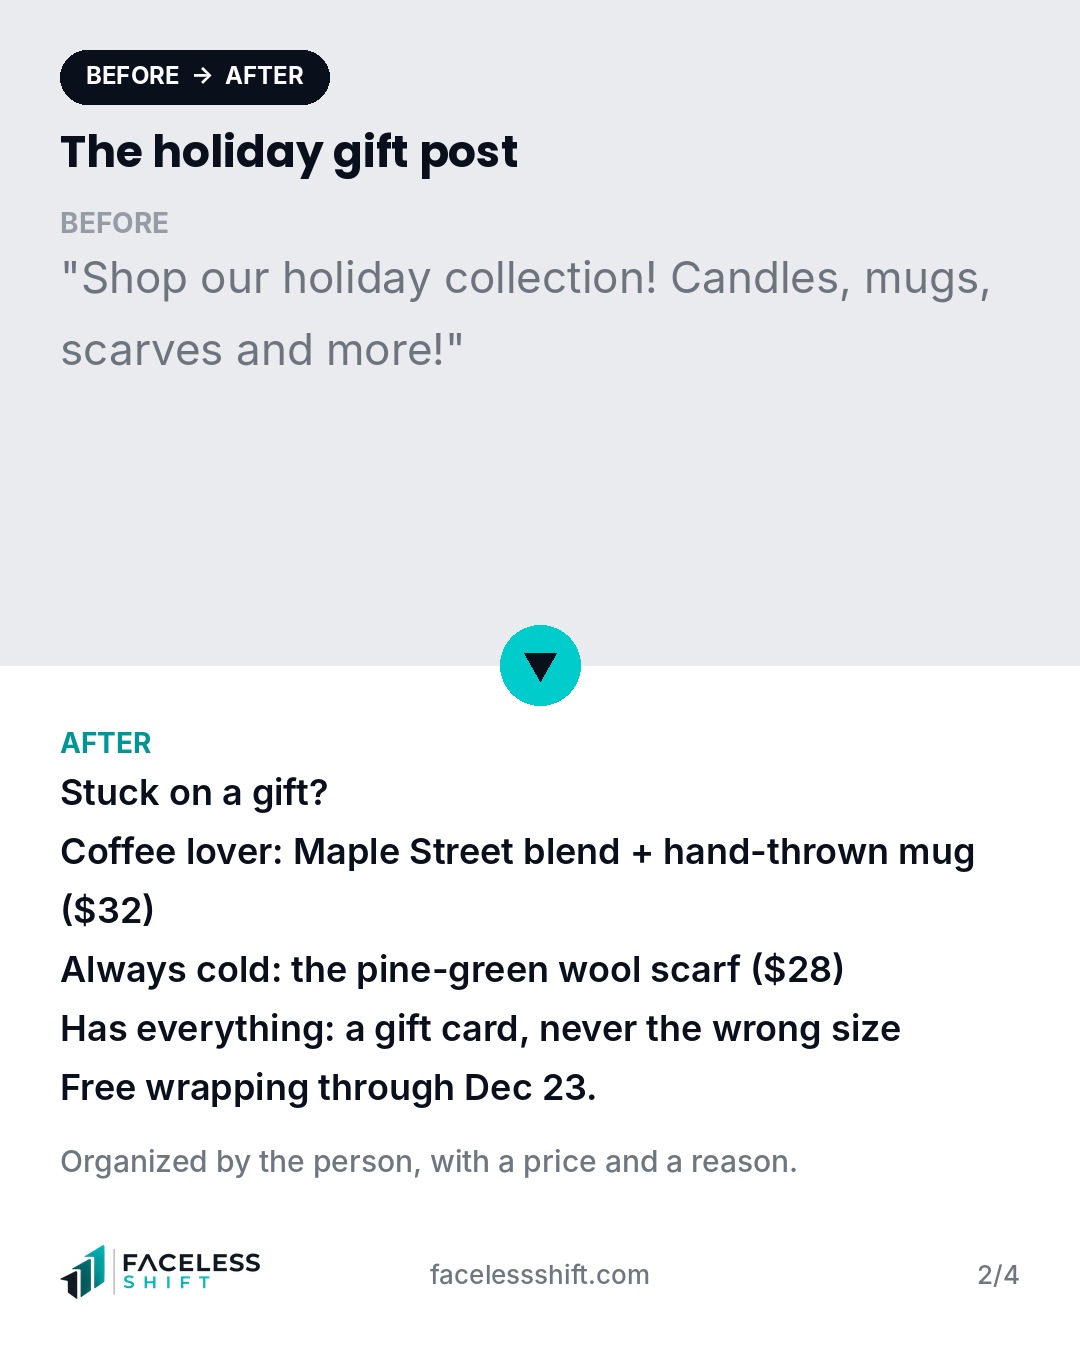 BEFORE → AFTER
The holiday gift post
BEFORE
"Shop our holiday collection! Candles, mugs,
scarves and more!"
AFTER
Stuck on a gift?
Coffee lover: Maple Street blend + hand-thrown mug
($32)
Always cold: the pine-green wool scarf ($28)
Has everything: a gift card, never the wrong size
Free wrapping through Dec 23.
Organized by the person, with a price and a reason.
FACELESS
SHIFT
facelessshift.com
2/4